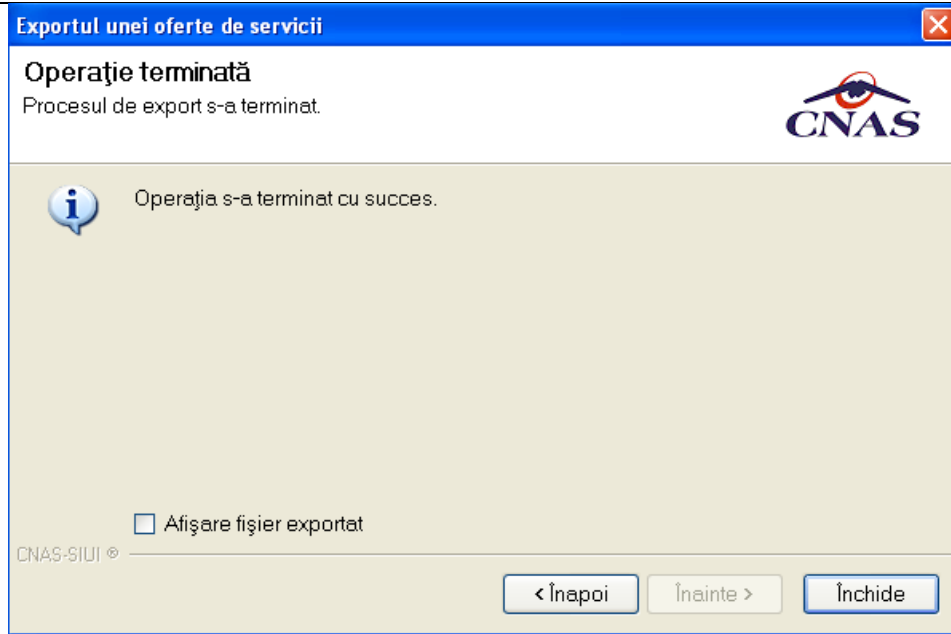 Exportul unei oferte de servicii
Operaţie terminată
Procesul de export s-a terminat.
CNAS
Operaţia s-a terminat cu succes.
Afişare fişier exportat
CNAS-SIUI ®
< Înapoi
Înainte >
Închide